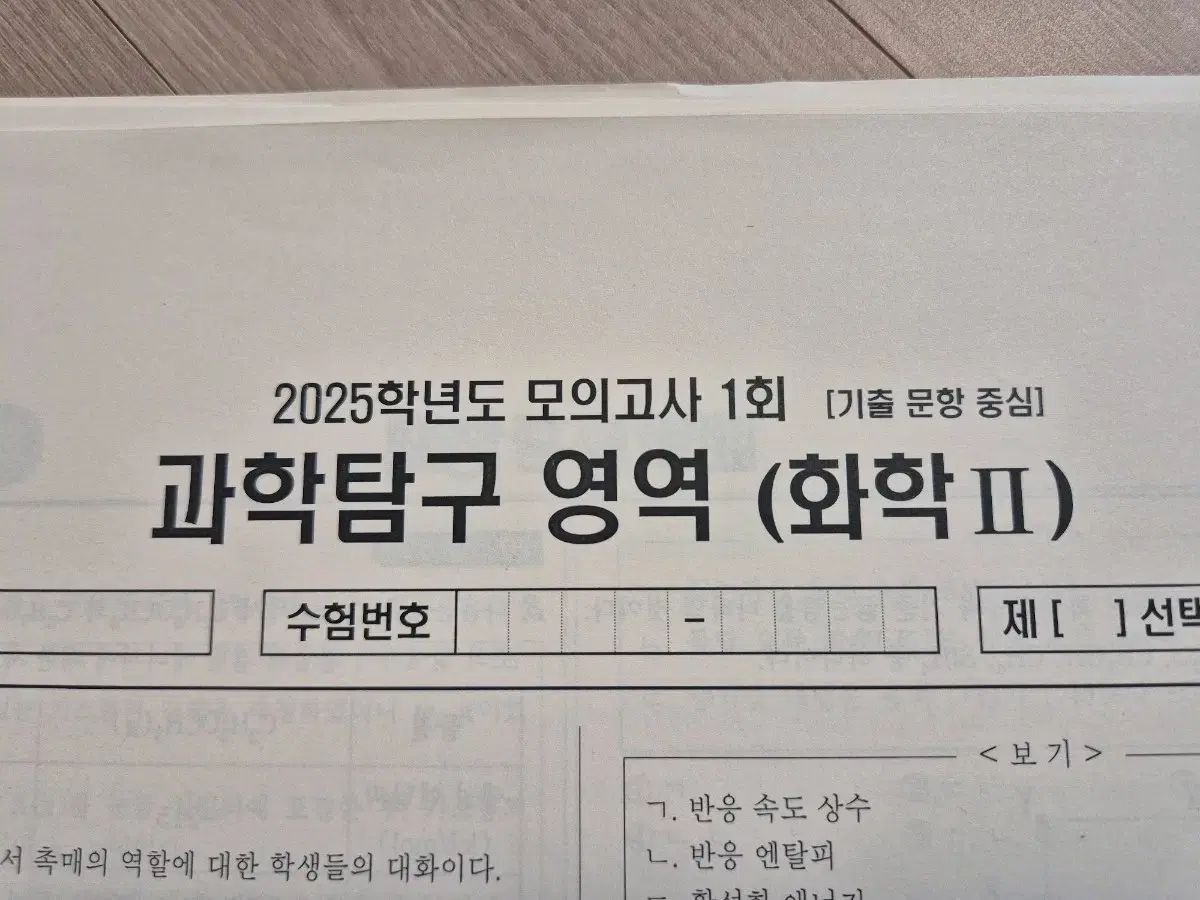 2025학년도 모의고사 1회 [기출 문항 중심]
과학탐구 영역 (화학 II)
수험번호 –
제 [ ] 선택
< 보 기 >
ㄱ. 반응 속도 상수
ㄴ. 반응 엔탈피
서 촉매의 역할에 대한 학생들의 대화이다.